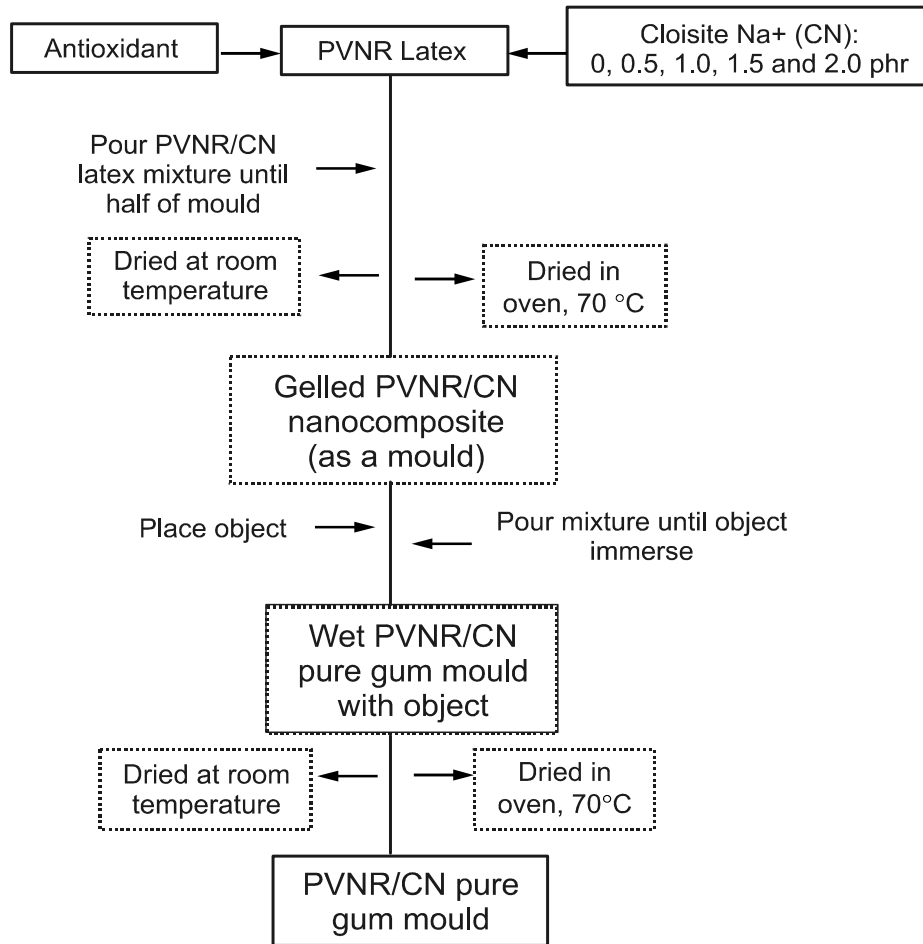 Antioxidant
PVNR Latex
Cloisite Na+ (CN):
0, 0.5, 1.0, 1.5 and 2.0 phr
Pour PVNR/CN
latex mixture until
half of mould
Dried at room
temperature
Dried in
oven, 70 °C
Gelled PVNR/CN
nanocomposite
(as a mould)
Place object
Pour mixture until object
immerse
Wet PVNR/CN
pure gum mould
with object
Dried at room
temperature
Dried in
oven, 70°C
PVNR/CN pure
gum mould